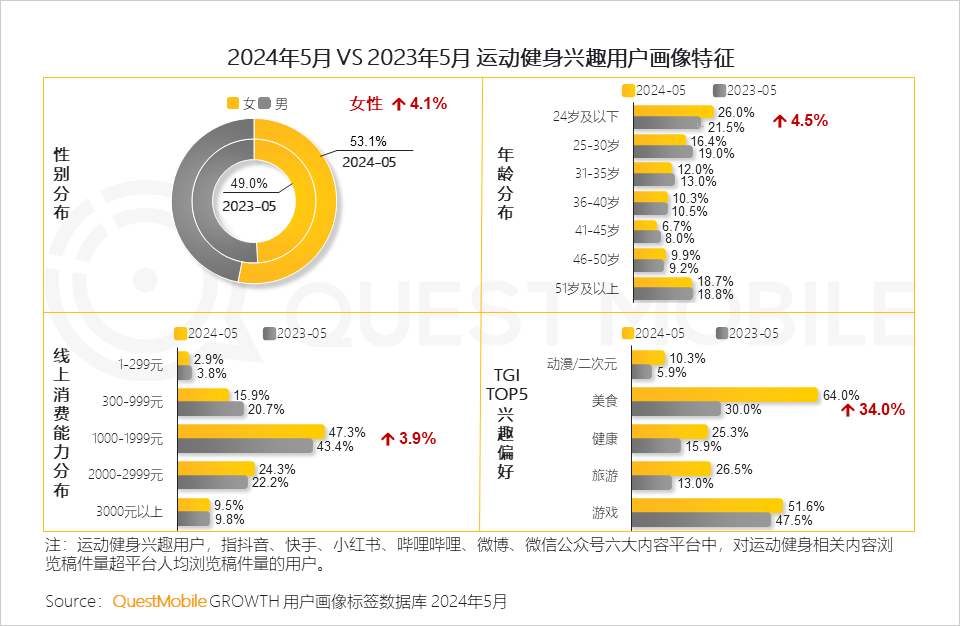 2024年5月 VS 2023年5月 运动健身兴趣用户画像特征
性别分布
女 男
女性 ↑ 4.1%
53.1%
2024-05
49.0%
2023-05
年龄分布
2024-05 2023-05
24岁及以下 26.0%
21.5%
↑ 4.5%
25-30岁 16.4%
19.0%
31-35岁 12.0%
13.0%
36-40岁 10.3%
10.5%
41-45岁 6.7%
8.0%
46-50岁 9.9%
9.2%
51岁及以上 18.7%
18.8%
QUEST MOBILE
线上消费能力分布
2024-05 2023-05
1-299元 2.9%
3.8%
300-999元 15.9%
20.7%
1000-1999元 47.3%
43.4%
↑ 3.9%
2000-2999元 24.3%
22.2%
3000元以上 9.5%
9.8%
TGI
TOP5
兴趣偏好
2024-05 2023-05
动漫/二次元 10.3%
5.9%
美食 64.0%
30.0%
↑ 34.0%
健康 25.3%
15.9%
旅游 26.5%
13.0%
游戏 51.6%
47.5%
注：运动健身兴趣用户，指抖音、快手、小红书、哔哩哔哩、微博、微信公众号六大内容平台中，对运动健身相关内容浏
览稿件量超平台人均浏览稿件量的用户。
Source：QuestMobile GROWTH 用户画像标签数据库 2024年5月